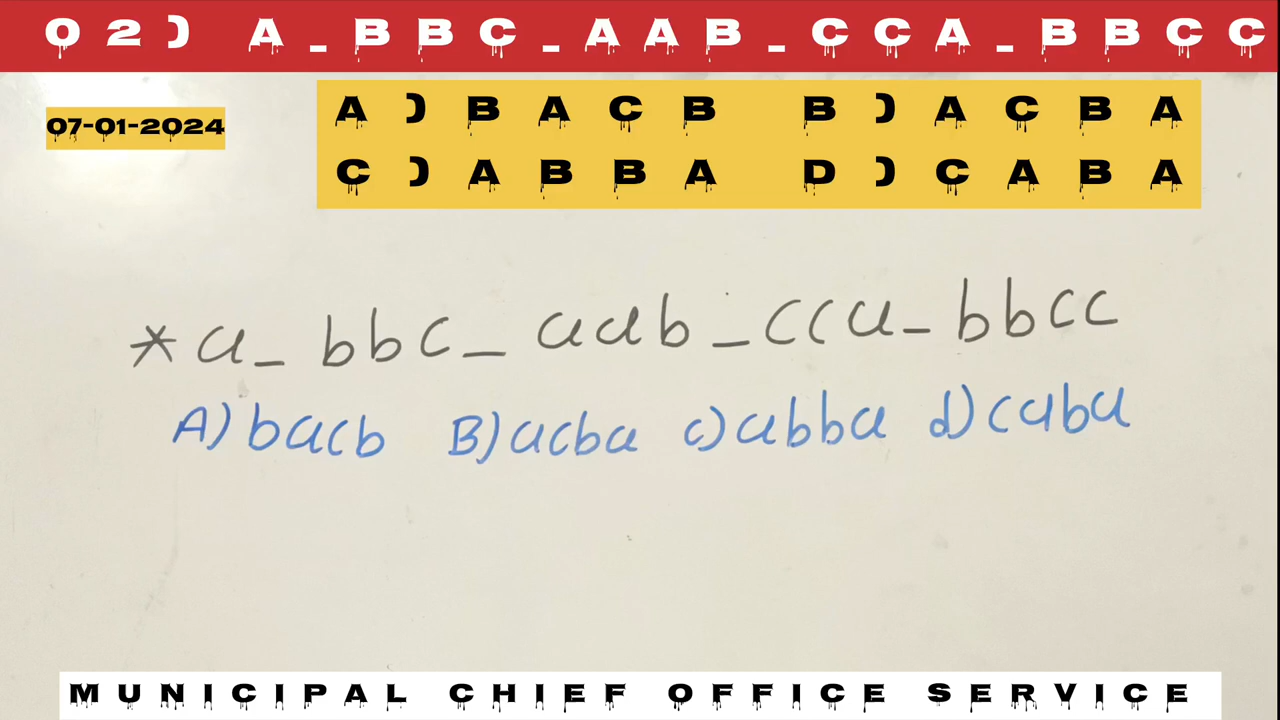 02) A_BBC_AAB_CCA_BBCC
07-01-2024
A) BACB B) ACBA
C) ABBA D) CABA
*a_bbc_aab_cca_bbcc
A) bacb B) acba c) abba d) caba
MUNICIPAL CHIEF OFFICE SERVICE